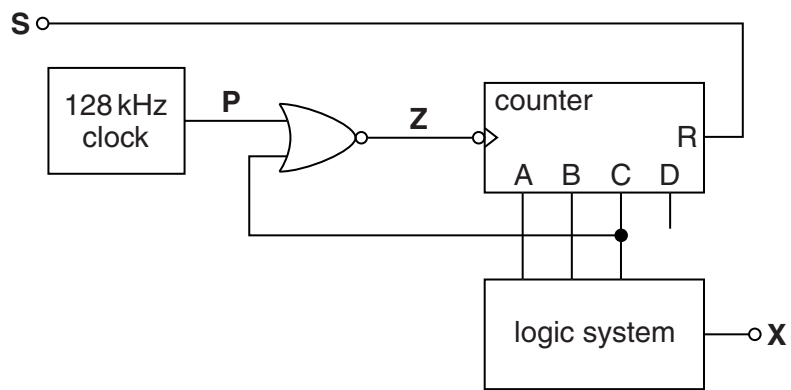 S
128 kHz
clock
P
Z
counter
R
A B C D
logic system
X